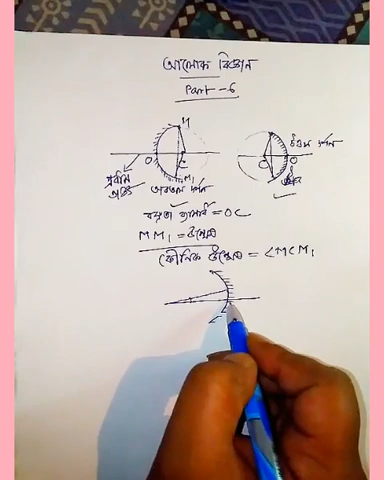 আলোক বিজ্ঞান
Part - 6
M
O
C
M1
অবতল দর্পণ
O
উত্তল দর্পণ
প্রধান
অক্ষ
বক্রতা ব্যাসার্ধ = OC
MM1 = উন্মেষ
কৌনিক উন্মেষ = ∠MCM1